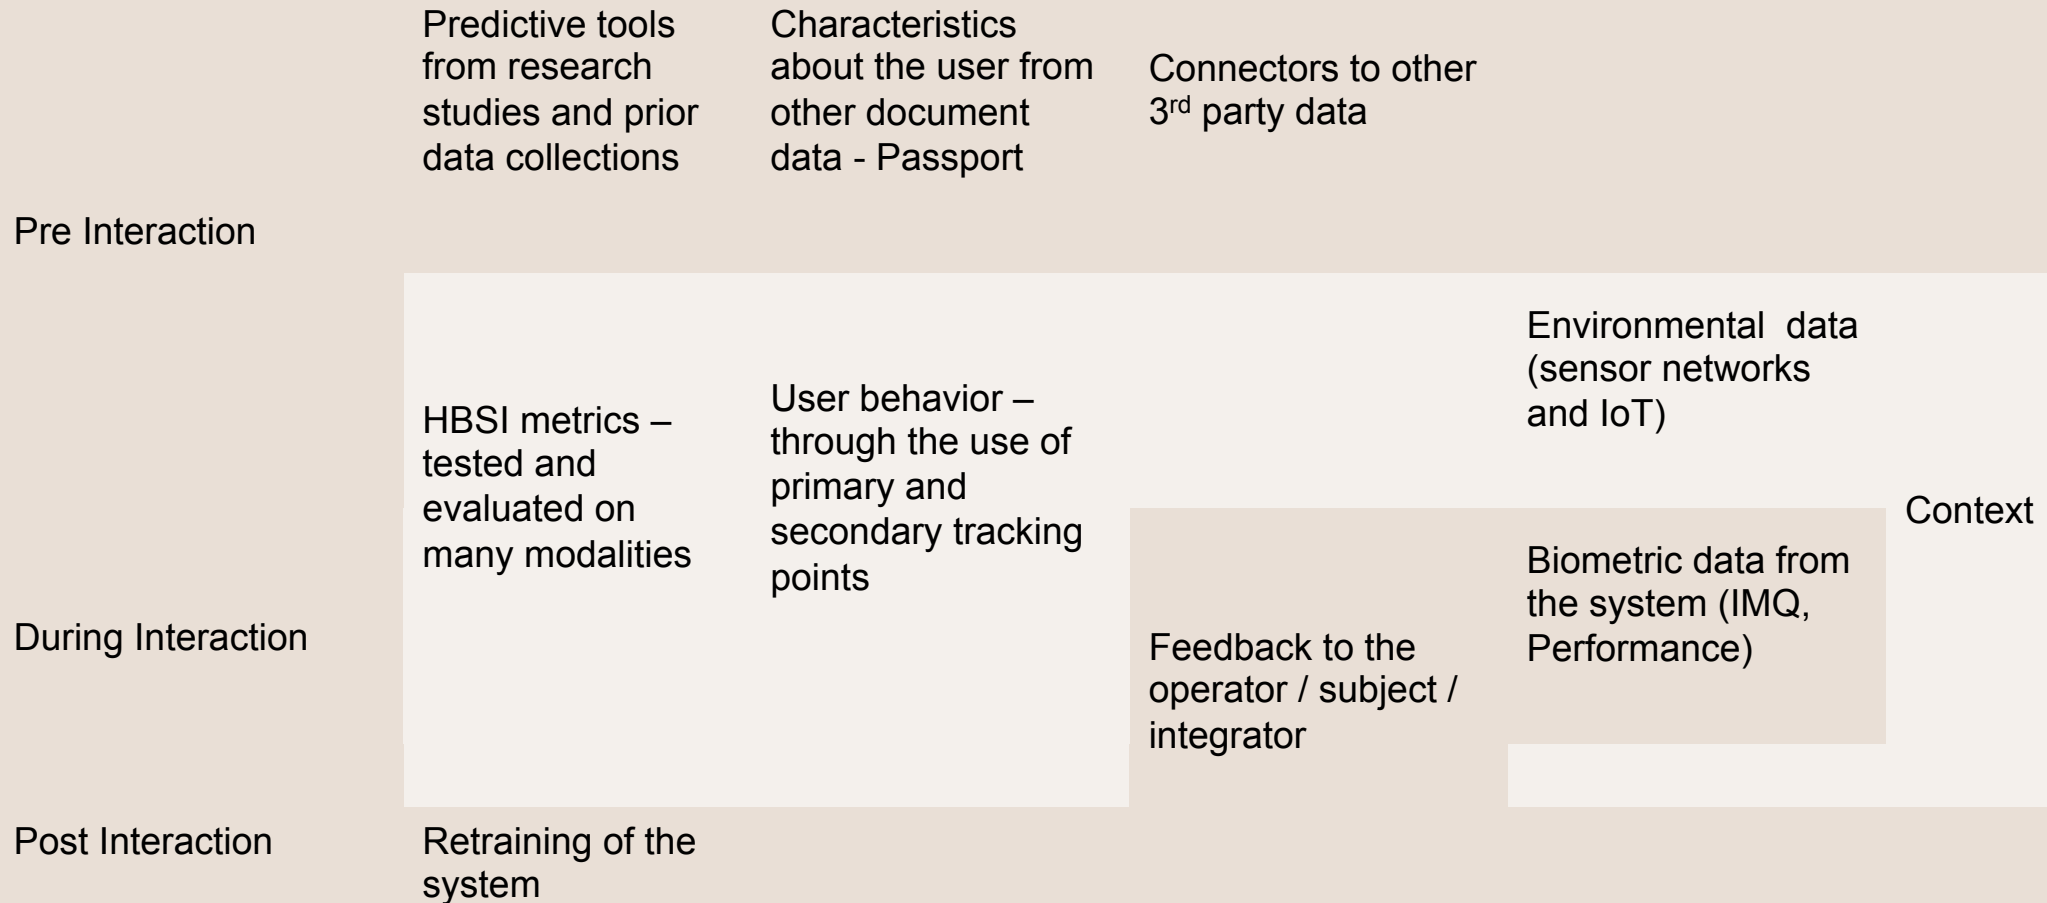 Predictive tools
from research
studies and prior
data collections
Characteristics
about the user from
other document
data - Passport
Connectors to other
3rd party data
Pre Interaction
HBSI metrics –
tested and
evaluated on
many modalities
User behavior –
through the use of
primary and
secondary tracking
points
Environmental  data
(sensor networks
and IoT)
Context
During Interaction
Feedback to the
operator / subject /
integrator
Biometric data from
the system (IMQ,
Performance)
Post Interaction
Retraining of the
system